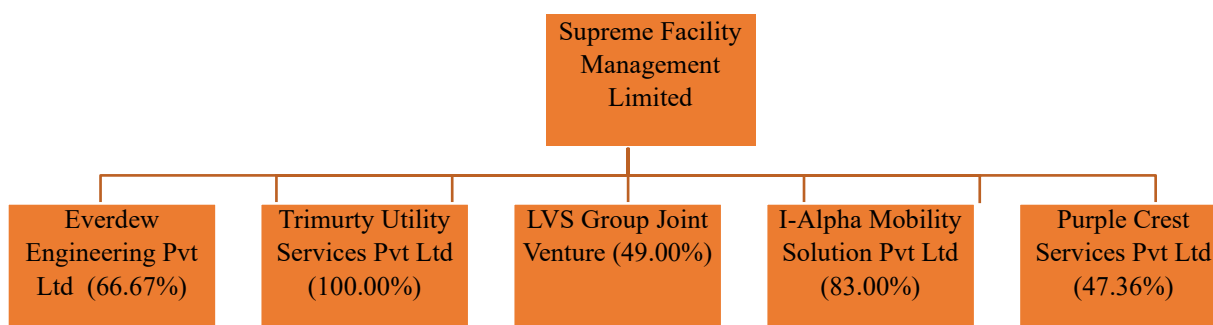 Supreme Facility
Management
Limited
Everdew
Engineering Pvt
Ltd  (66.67%)
Trimurty Utility
Services Pvt Ltd
(100.00%)
LVS Group Joint
Venture (49.00%)
I-Alpha Mobility
Solution Pvt Ltd
(83.00%)
Purple Crest
Services Pvt Ltd
(47.36%)